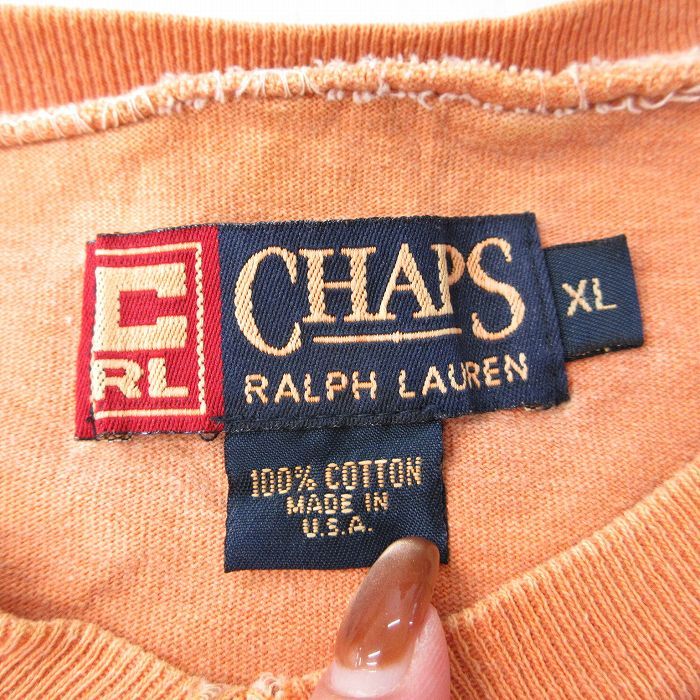 C
RL
CHAPS
RALPH LAUREN
XL
100% COTTON
MADE IN
U.S.A.